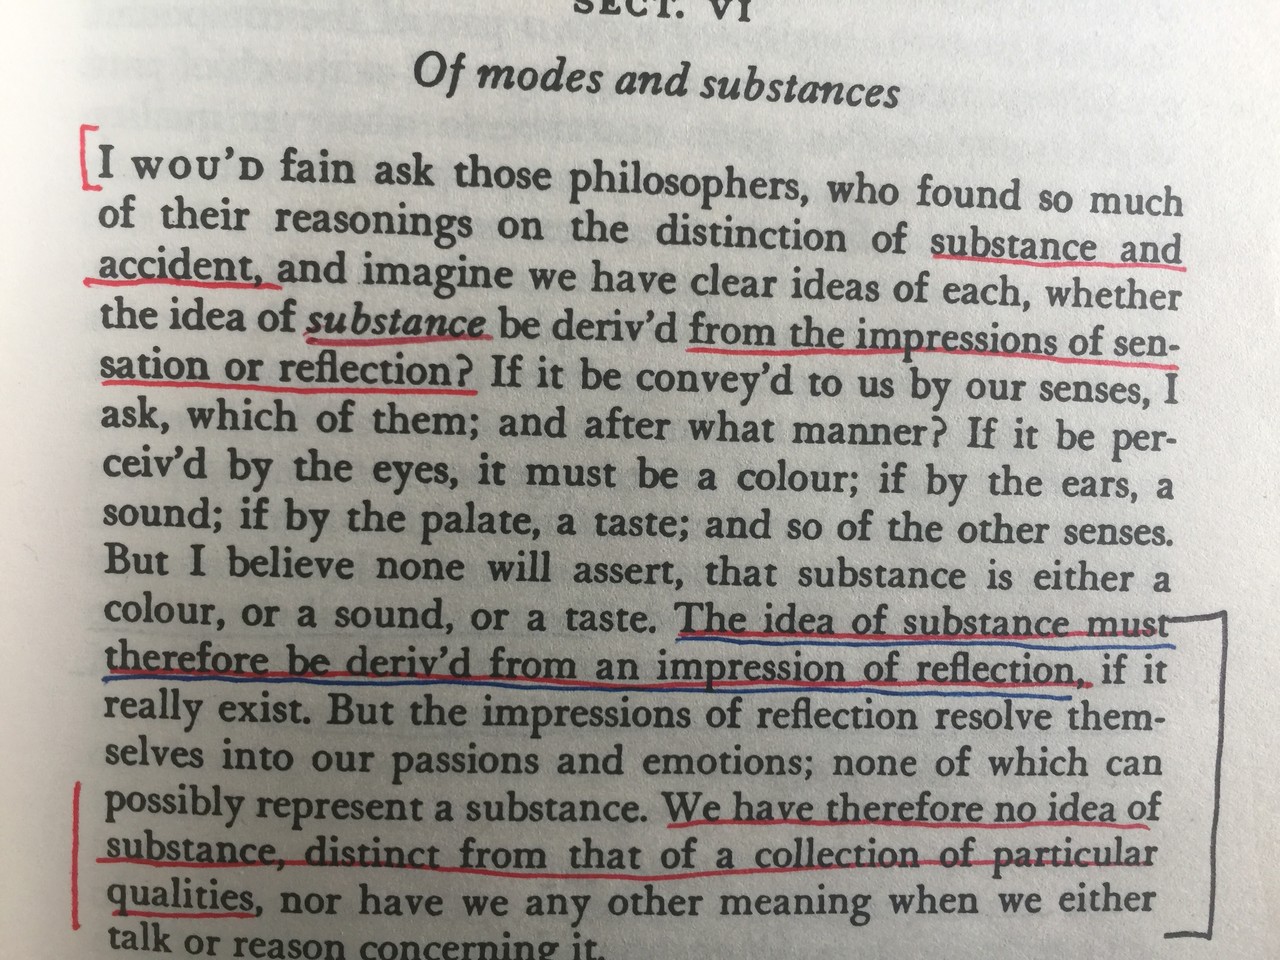 SECT. VI
Of modes and substances
I WOU'D fain ask those philosophers, who found so much
of their reasonings on the distinction of substance and
accident, and imagine we have clear ideas of each, whether
the idea of substance be deriv'd from the impressions of sen-
sation or reflection? If it be convey'd to us by our senses, I
ask, which of them; and after what manner? If it be per-
ceiv'd by the eyes, it must be a colour; if by the ears, a
sound; if by the palate, a taste; and so of the other senses.
But I believe none will assert, that substance is either a
colour, or a sound, or a taste. The idea of substance must
therefore be deriv'd from an impression of reflection, if it
really exist. But the impressions of reflection resolve them-
selves into our passions and emotions; none of which can
possibly represent a substance. We have therefore no idea of
substance, distinct from that of a collection of particular
qualities, nor have we any other meaning when we either
talk or reason concerning it.